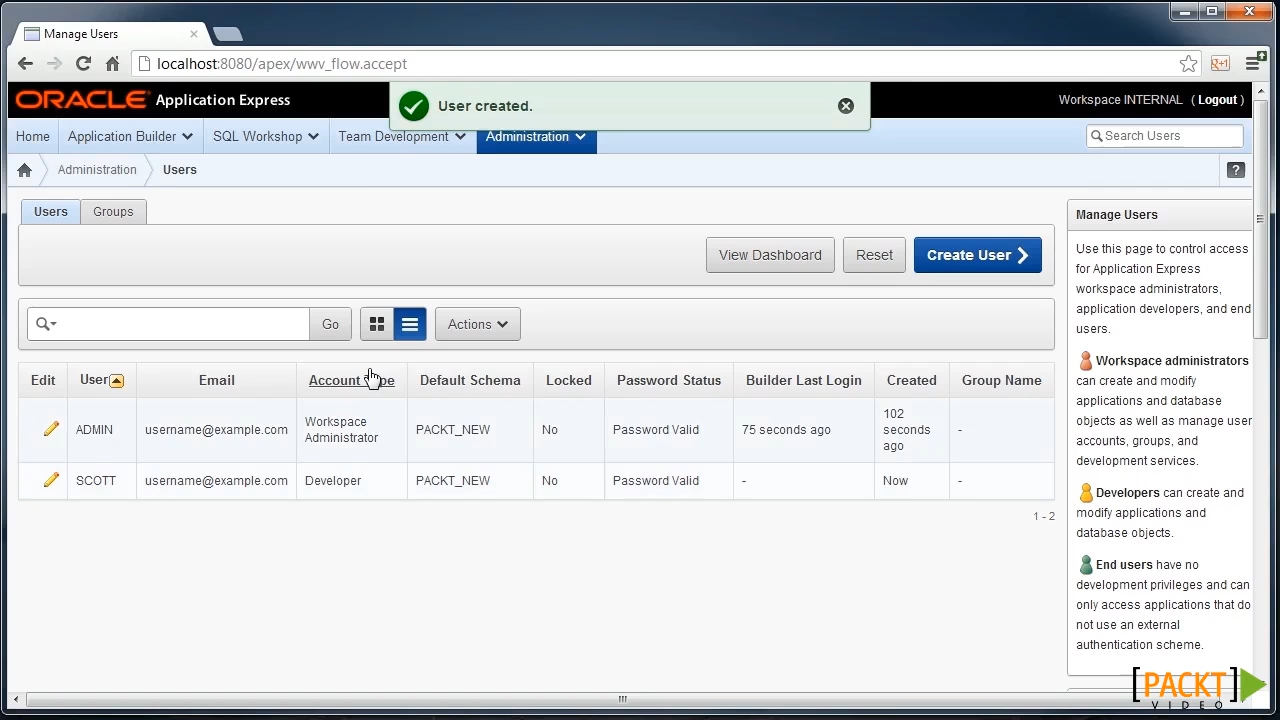 Manage Users
localhost:8080/apex/wwv_flow.accept
ORACLE Application Express
User created.
Workspace INTERNAL ( Logout )
Home
Application Builder
SQL Workshop
Team Development
Administration
Search Users
Administration
Users
?
Users
Groups
View Dashboard
Reset
Create User
Go
Actions
Edit User Email Account Type Default Schema Locked Password Status Builder Last Login Created Group Name
ADMIN username@example.com Workspace Administrator PACKT_NEW No Password Valid 75 seconds ago 102 seconds ago -
SCOTT username@example.com Developer PACKT_NEW No Password Valid - Now -
1 - 2
Manage Users
Use this page to control access
for Application Express
workspace administrators,
application developers, and end
users.
Workspace administrators
can create and modify
applications and database
objects as well as manage user
accounts, groups, and
development services.
Developers can create and
modify applications and
database objects.
End users have no
development privileges and can
only access applications that do
not use an external
authentication scheme.
[PACKT]
VIDEO